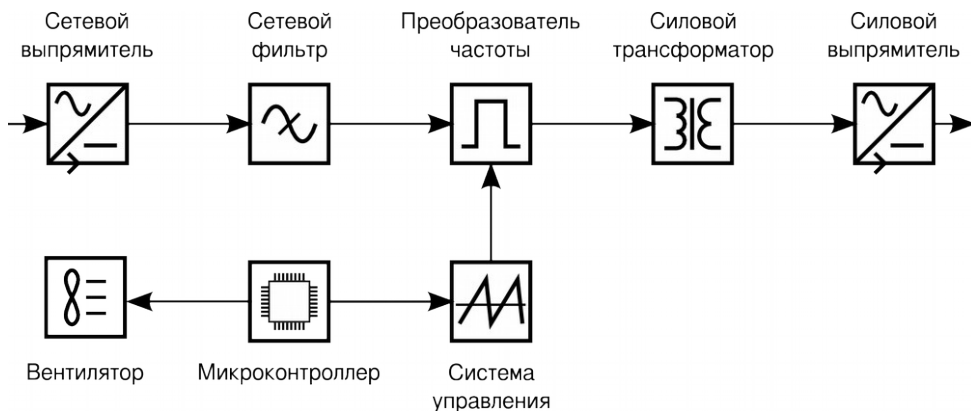 Сетевой
выпрямитель
Сетевой
фильтр
Преобразователь
частоты
Силовой
трансформатор
Силовой
выпрямитель
Вентилятор
Микроконтроллер
Система
управления